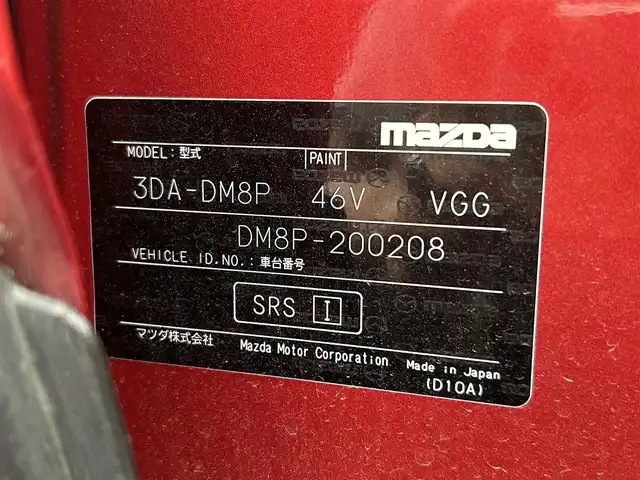 mazda
MODEL: 型式 PAINT
3DA-DM8P 46V VGG
DM8P-200208
VEHICLE ID.NO.: 車台番号
SRS I
マツダ株式会社 Mazda Motor Corporation Made in Japan
(D10A)